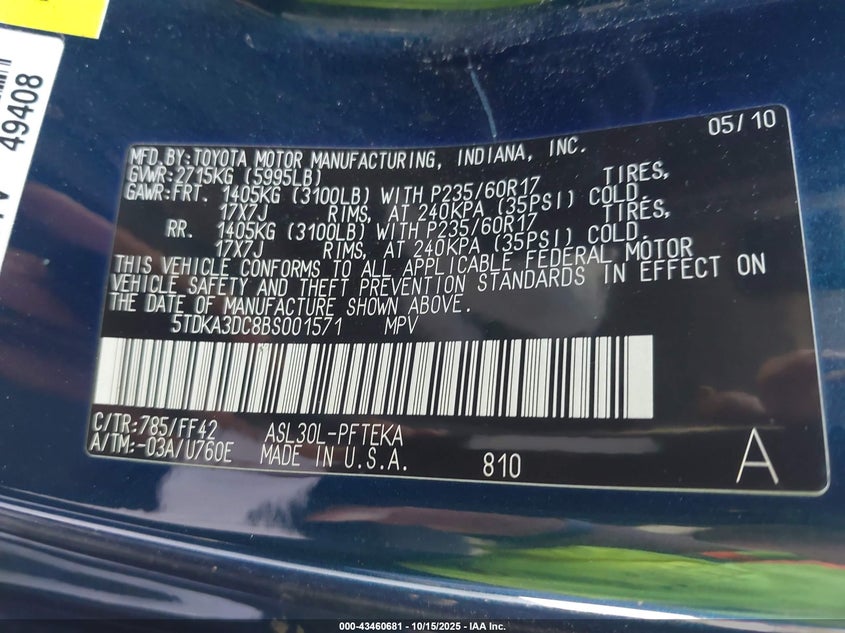 49408
05/10
MFD.BY:TOYOTA MOTOR MANUFACTURING, INDIANA, INC.
GVWR:2715KG (5995LB)
GAWR:FRT. 1405KG (3100LB) WITH P235/60R17 TIRES,
17X7J RIMS, AT 240KPA (35PSI) COLD.
RR. 1405KG (3100LB) WITH P235/60R17 TIRES,
17X7J RIMS, AT 240KPA (35PSI) COLD.
THIS VEHICLE CONFORMS TO ALL APPLICABLE FEDERAL MOTOR
VEHICLE SAFETY AND THEFT PREVENTION STANDARDS IN EFFECT ON
THE DATE OF MANUFACTURE SHOWN ABOVE.
5TDKA3DC8BS001571 MPV
C/TR:785/FF42 ASL30L-PFTEKA
A/TM:-03A/U760E MADE IN U.S.A. 810 A
000-43460681 - 10/15/2025 - IAA Inc.